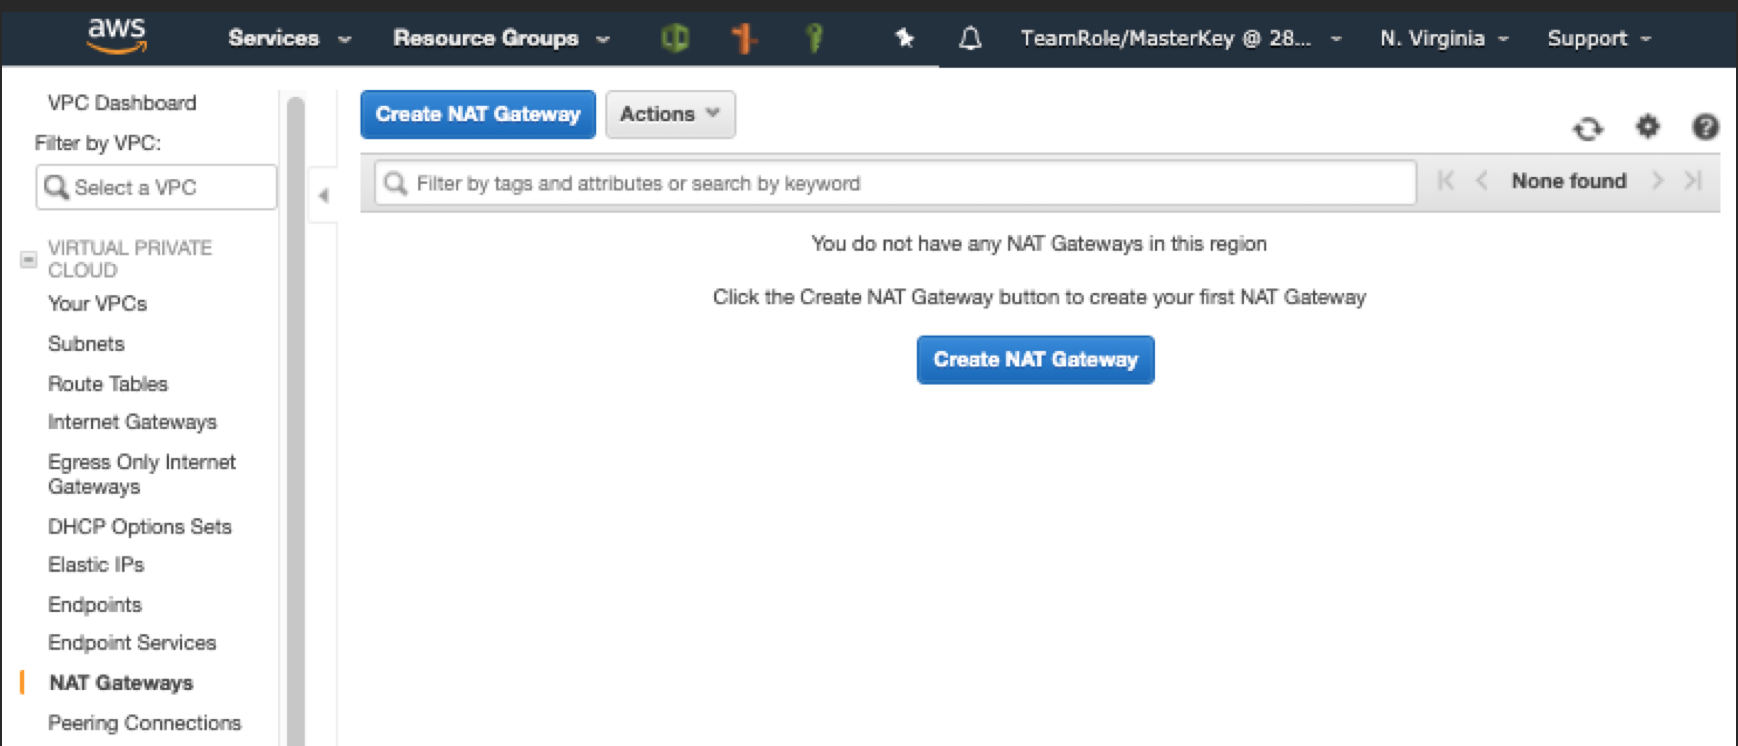 aws
Services
Resource Groups
TeamRole/MasterKey @ 28...
N. Virginia
Support
VPC Dashboard
Filter by VPC:
Select a VPC
VIRTUAL PRIVATE
CLOUD
Your VPCs
Subnets
Route Tables
Internet Gateways
Egress Only Internet
Gateways
DHCP Options Sets
Elastic IPs
Endpoints
Endpoint Services
NAT Gateways
Peering Connections
Create NAT Gateway
Actions
Filter by tags and attributes or search by keyword
None found
You do not have any NAT Gateways in this region
Click the Create NAT Gateway button to create your first NAT Gateway
Create NAT Gateway